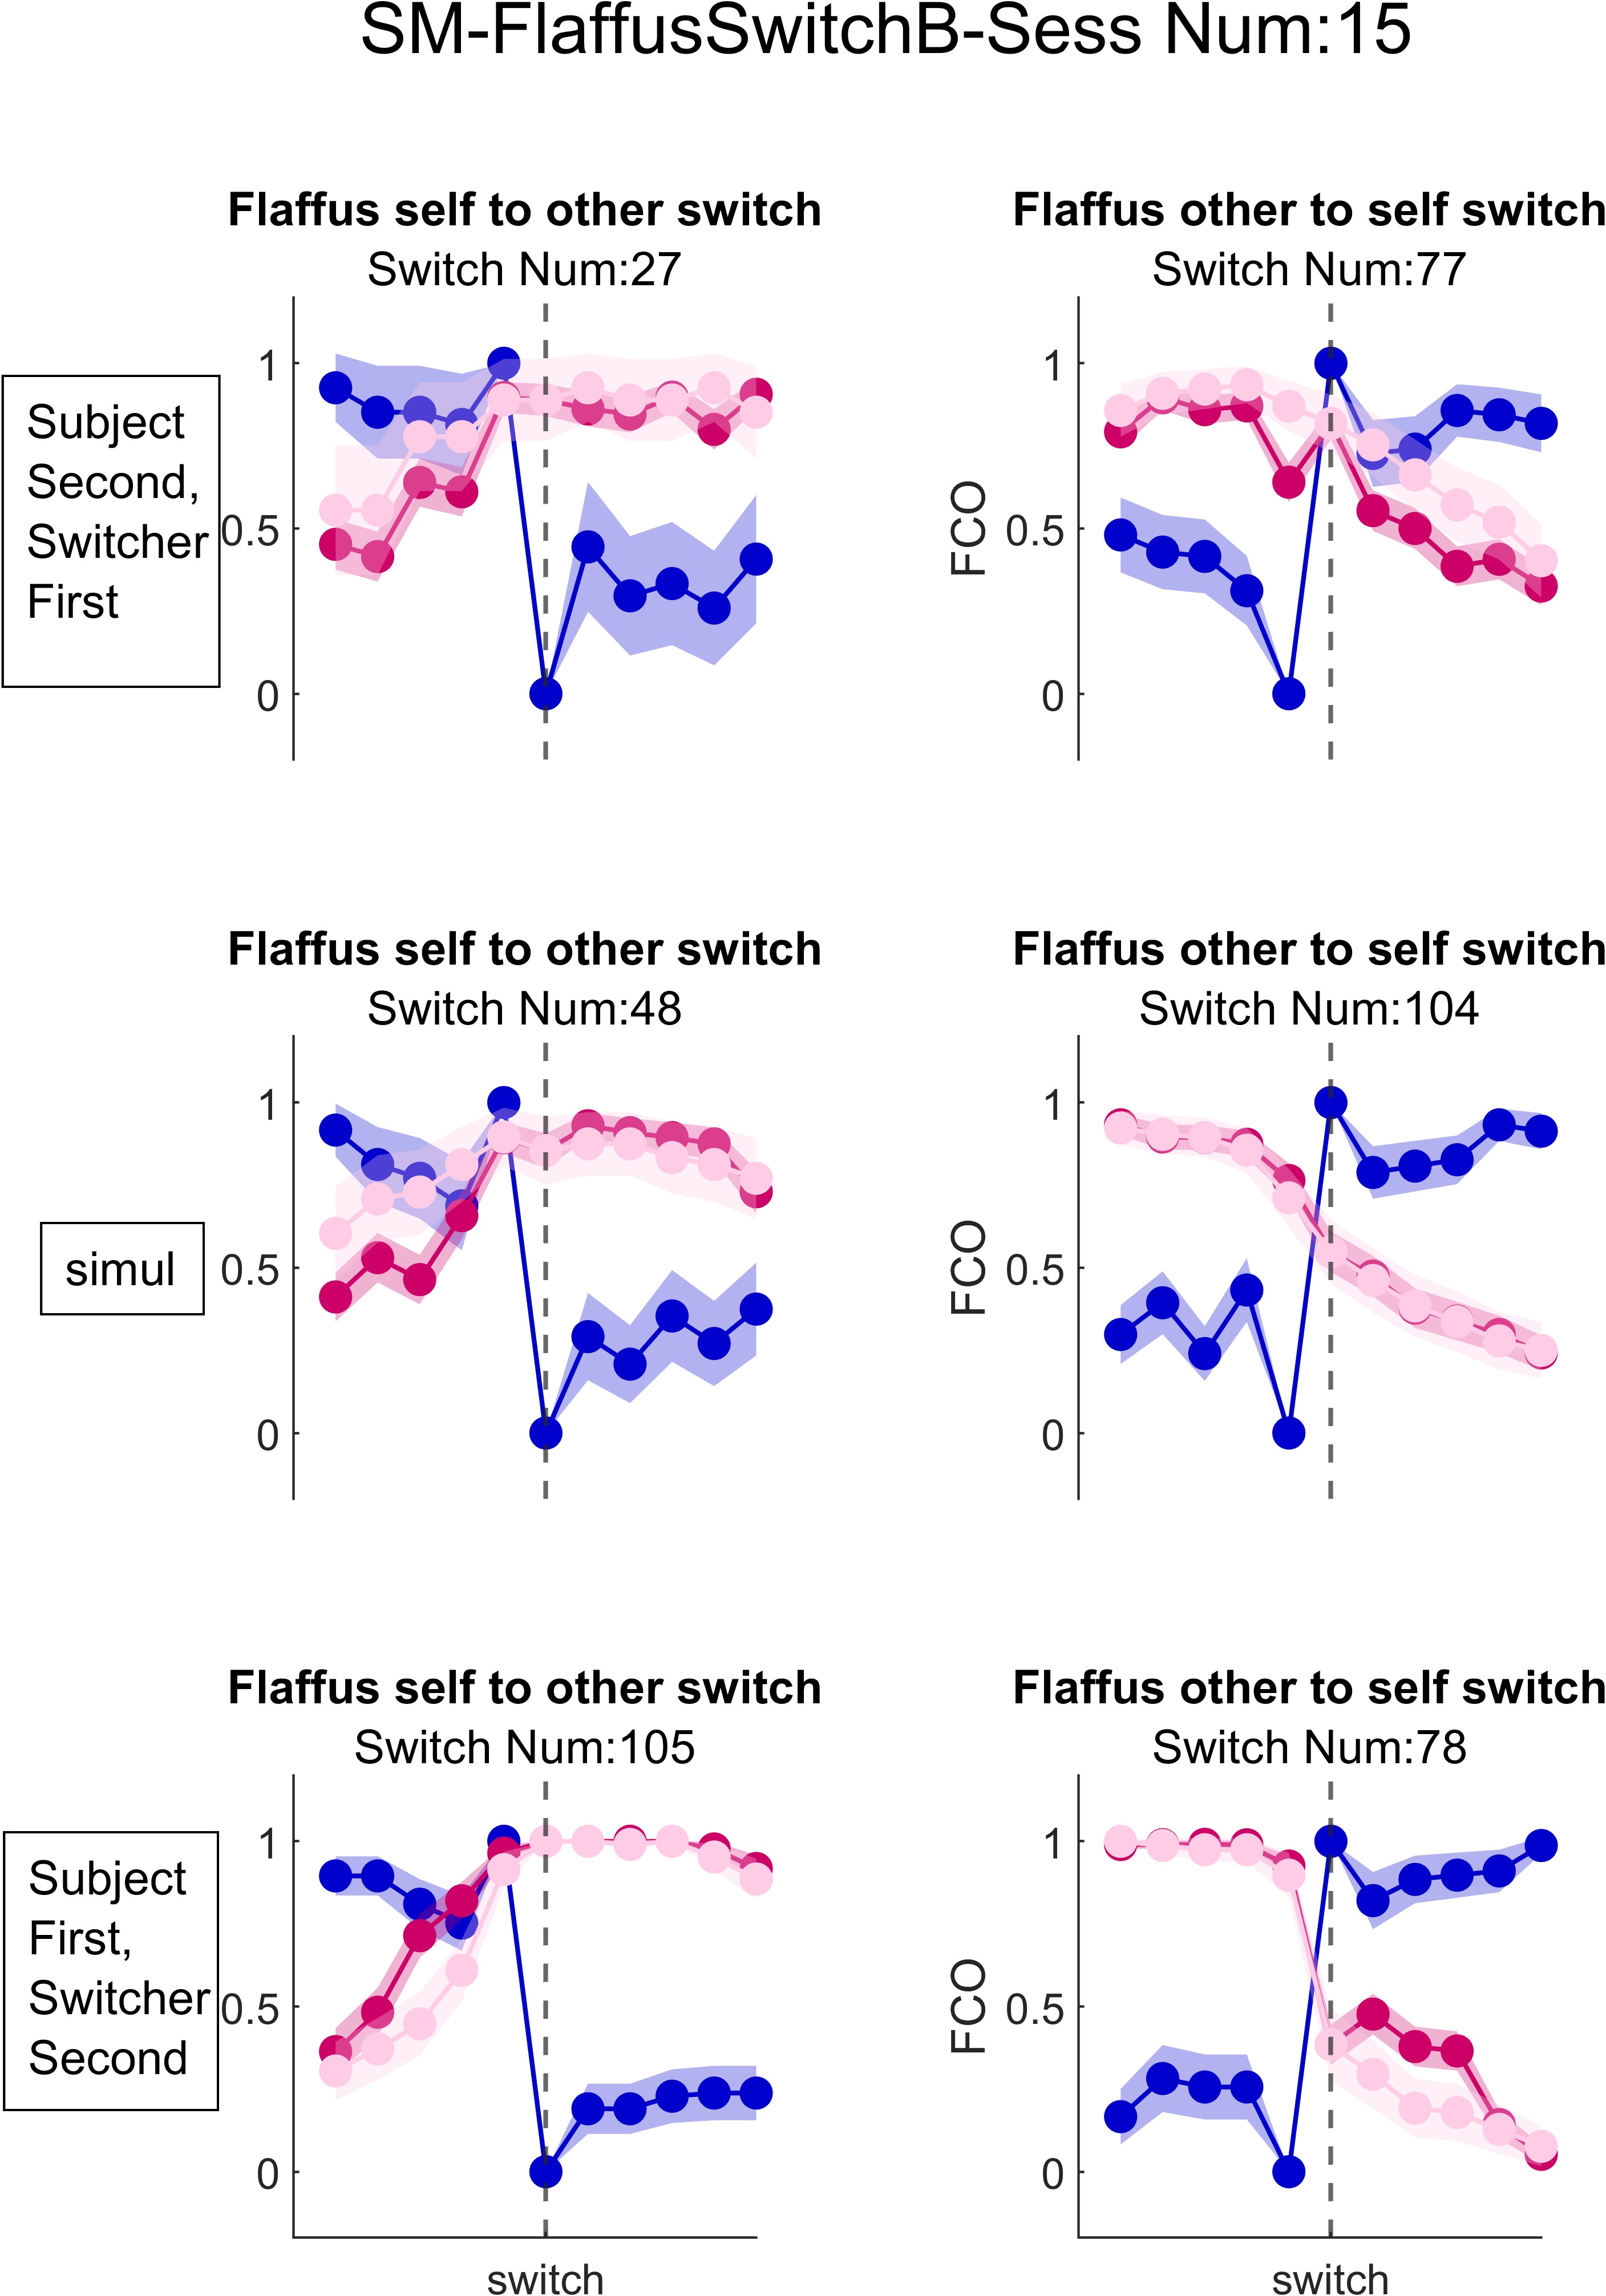 SM-FlaffusSwitchB-Sess Num:15
Flaffus self to other switch
Switch Num:27
Flaffus other to self switch
Switch Num:77
Subject
Second,
Switcher
First
1
0.5
0
FCO
1
0.5
0
Flaffus self to other switch
Switch Num:48
Flaffus other to self switch
Switch Num:104
simul
1
0.5
0
FCO
1
0.5
0
Flaffus self to other switch
Switch Num:105
Flaffus other to self switch
Switch Num:78
Subject
First,
Switcher
Second
1
0.5
0
switch
FCO
1
0.5
0
switch